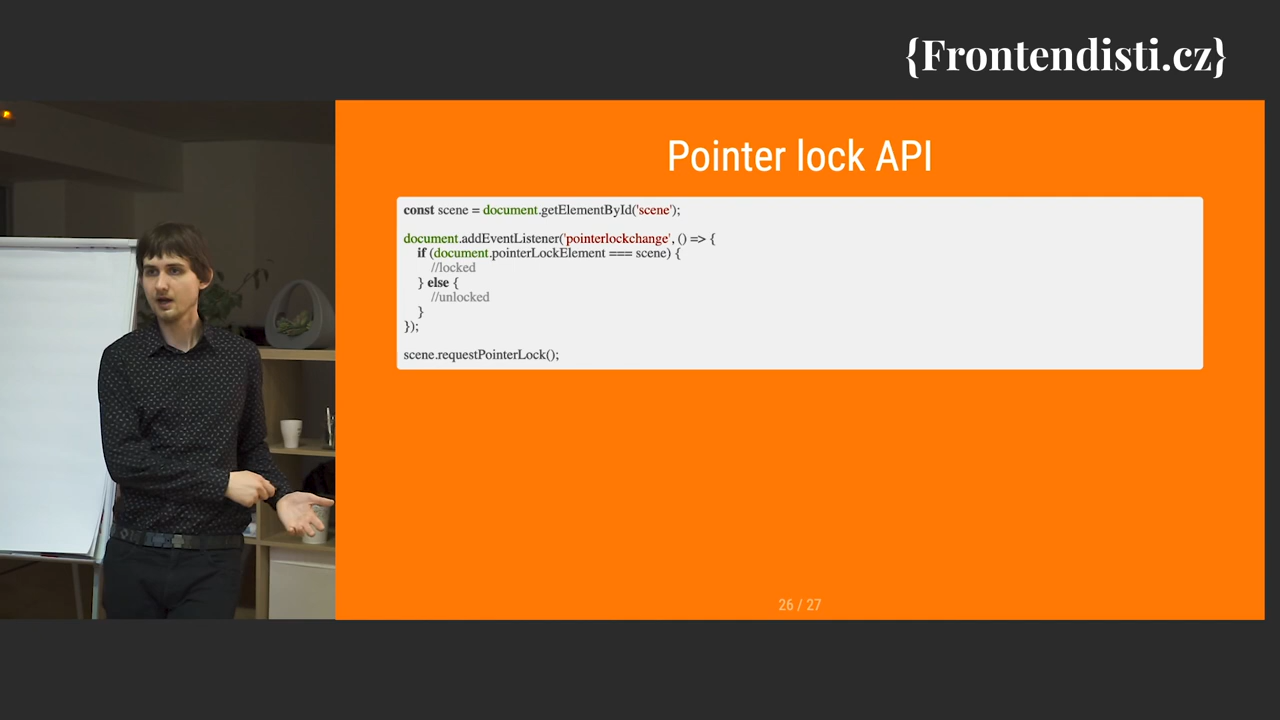 {Frontendisti.cz}
Pointer lock API
const scene = document.getElementById('scene');
document.addEventListener('pointerlockchange', () => {
if (document.pointerLockElement === scene) {
//locked
} else {
//unlocked
}
});
scene.requestPointerLock();
26 / 27